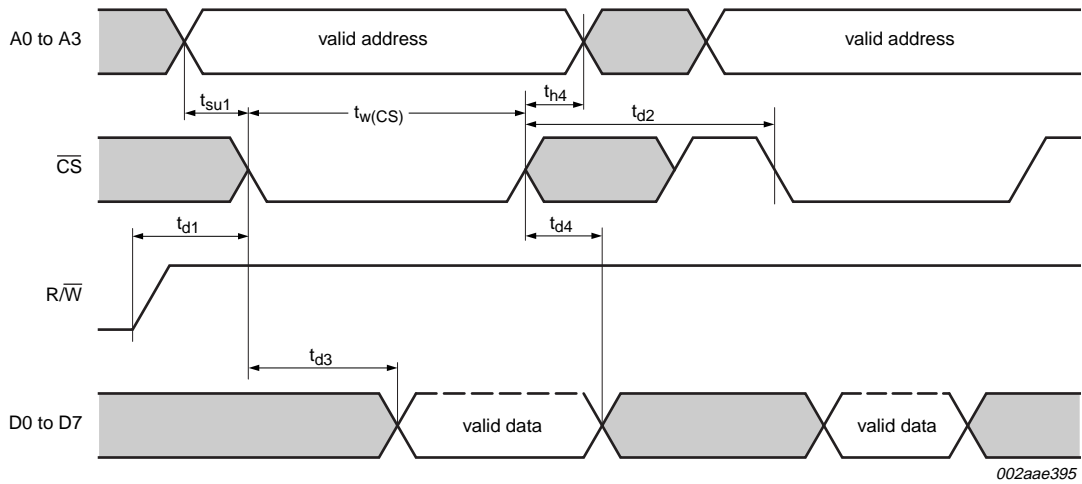 A0 to A3
valid address
valid address
tsu1
tw(CS)
th4
td2
C̅S̅
td1
td4
R/W̅
td3
D0 to D7
valid data
valid data
002aae395